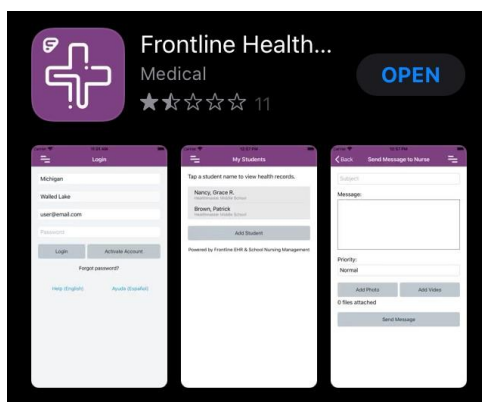 Frontline Health...
Medical
OPEN
11
Login
Michigan
Walled Lake
user@email.com
Password
Login
Activate Account
Forgot password?
Help (English)
Ayuda (Español)
My Students
Tap a student name to view health records.
Nancy, Grace R.
Brown, Patrick
Add Student
Powered by Frontline EHR & School Nursing Management
Back
Send Message to Nurse
Subject
Message:
Priority:
Normal
Add Photo
Add Video
0 files attached
Send Message